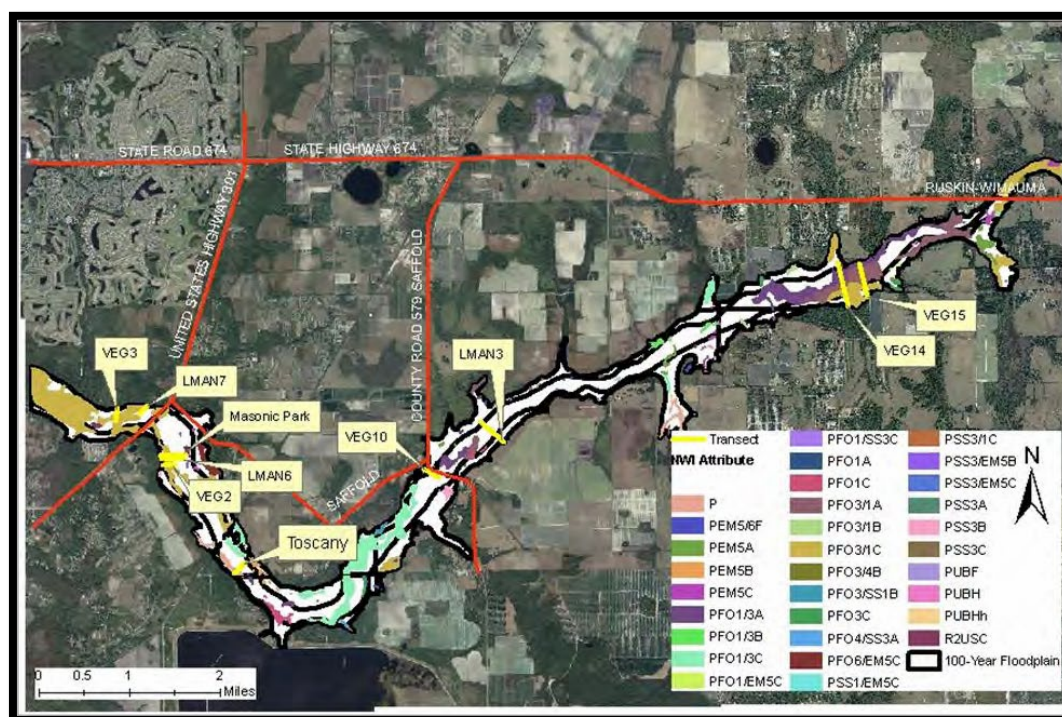 STATE ROAD 674
STATE HIGHWAY 674
RUSKIN-WIMAUMA
UNITED STATES HIGHWAY 301
COUNTY ROAD 579 SAFFOLD
VEG15
VEG14
VEG3
LMAN7
LMAN3
Masonic Park
VEG10
LMAN6
VEG2
SAFFOLD
Toscany
Transect
NWI Attribute
P
PEM5/6F
PEM5A
PEM5B
PEM5C
PFO1/3A
PFO1/3B
PFO1/3C
PFO1/EM5C
PFO1/SS3C
PFO1A
PFO1C
PFO3/1A
PFO3/1B
PFO3/1C
PFO3/4B
PFO3/SS1B
PFO3C
PFO4/SS3A
PFO6/EM5C
PSS1/EM5C
PSS3/1C
PSS3/EM5B
PSS3/EM5C
PSS3A
PSS3B
PSS3C
PUBF
PUBH
PUBHh
R2USC
100-Year Floodplain
N
0 0.5 1 2
Miles